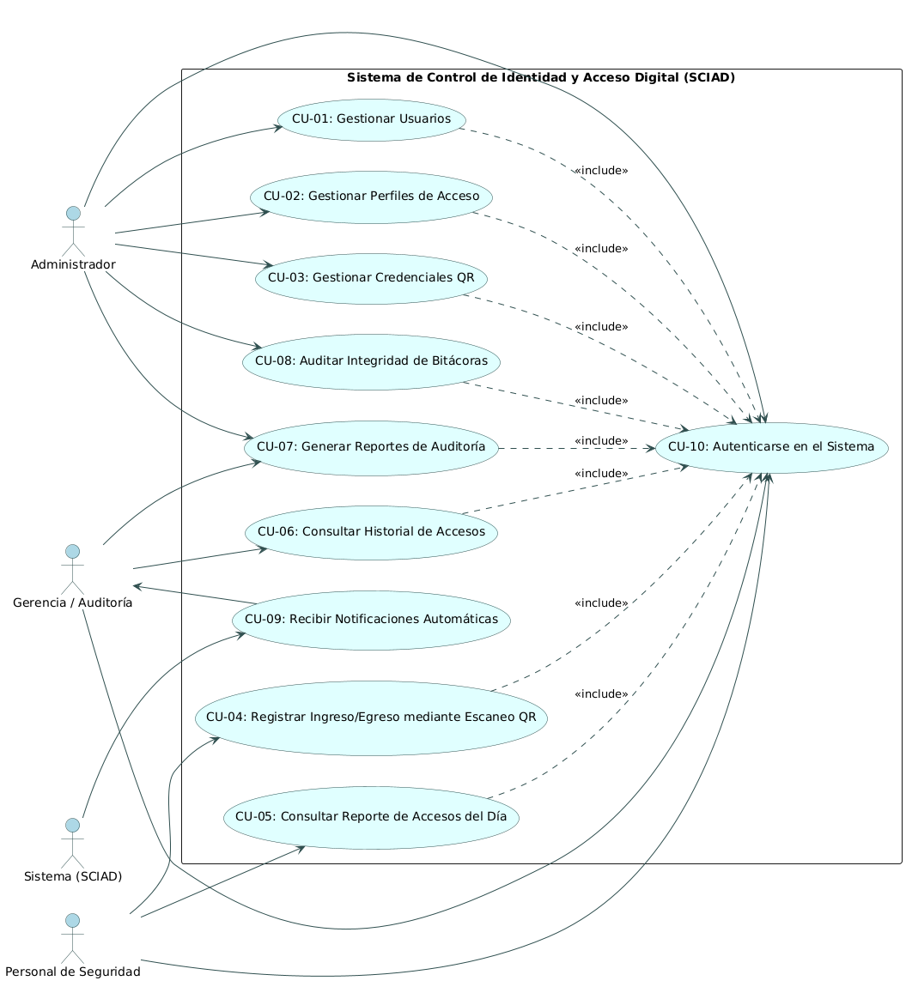 Sistema de Control de Identidad y Acceso Digital (SCIAD)
CU-01: Gestionar Usuarios
«include»
CU-02: Gestionar Perfiles de Acceso
Administrador
«include»
CU-03: Gestionar Credenciales QR
«include»
CU-08: Auditar Integridad de Bitácoras
«include»
CU-07: Generar Reportes de Auditoría
«include»
CU-10: Autenticarse en el Sistema
«include»
CU-06: Consultar Historial de Accesos
Gerencia / Auditoría
«include»
CU-09: Recibir Notificaciones Automáticas
«include»
CU-04: Registrar Ingreso/Egreso mediante Escaneo QR
CU-05: Consultar Reporte de Accesos del Día
Sistema (SCIAD)
Personal de Seguridad